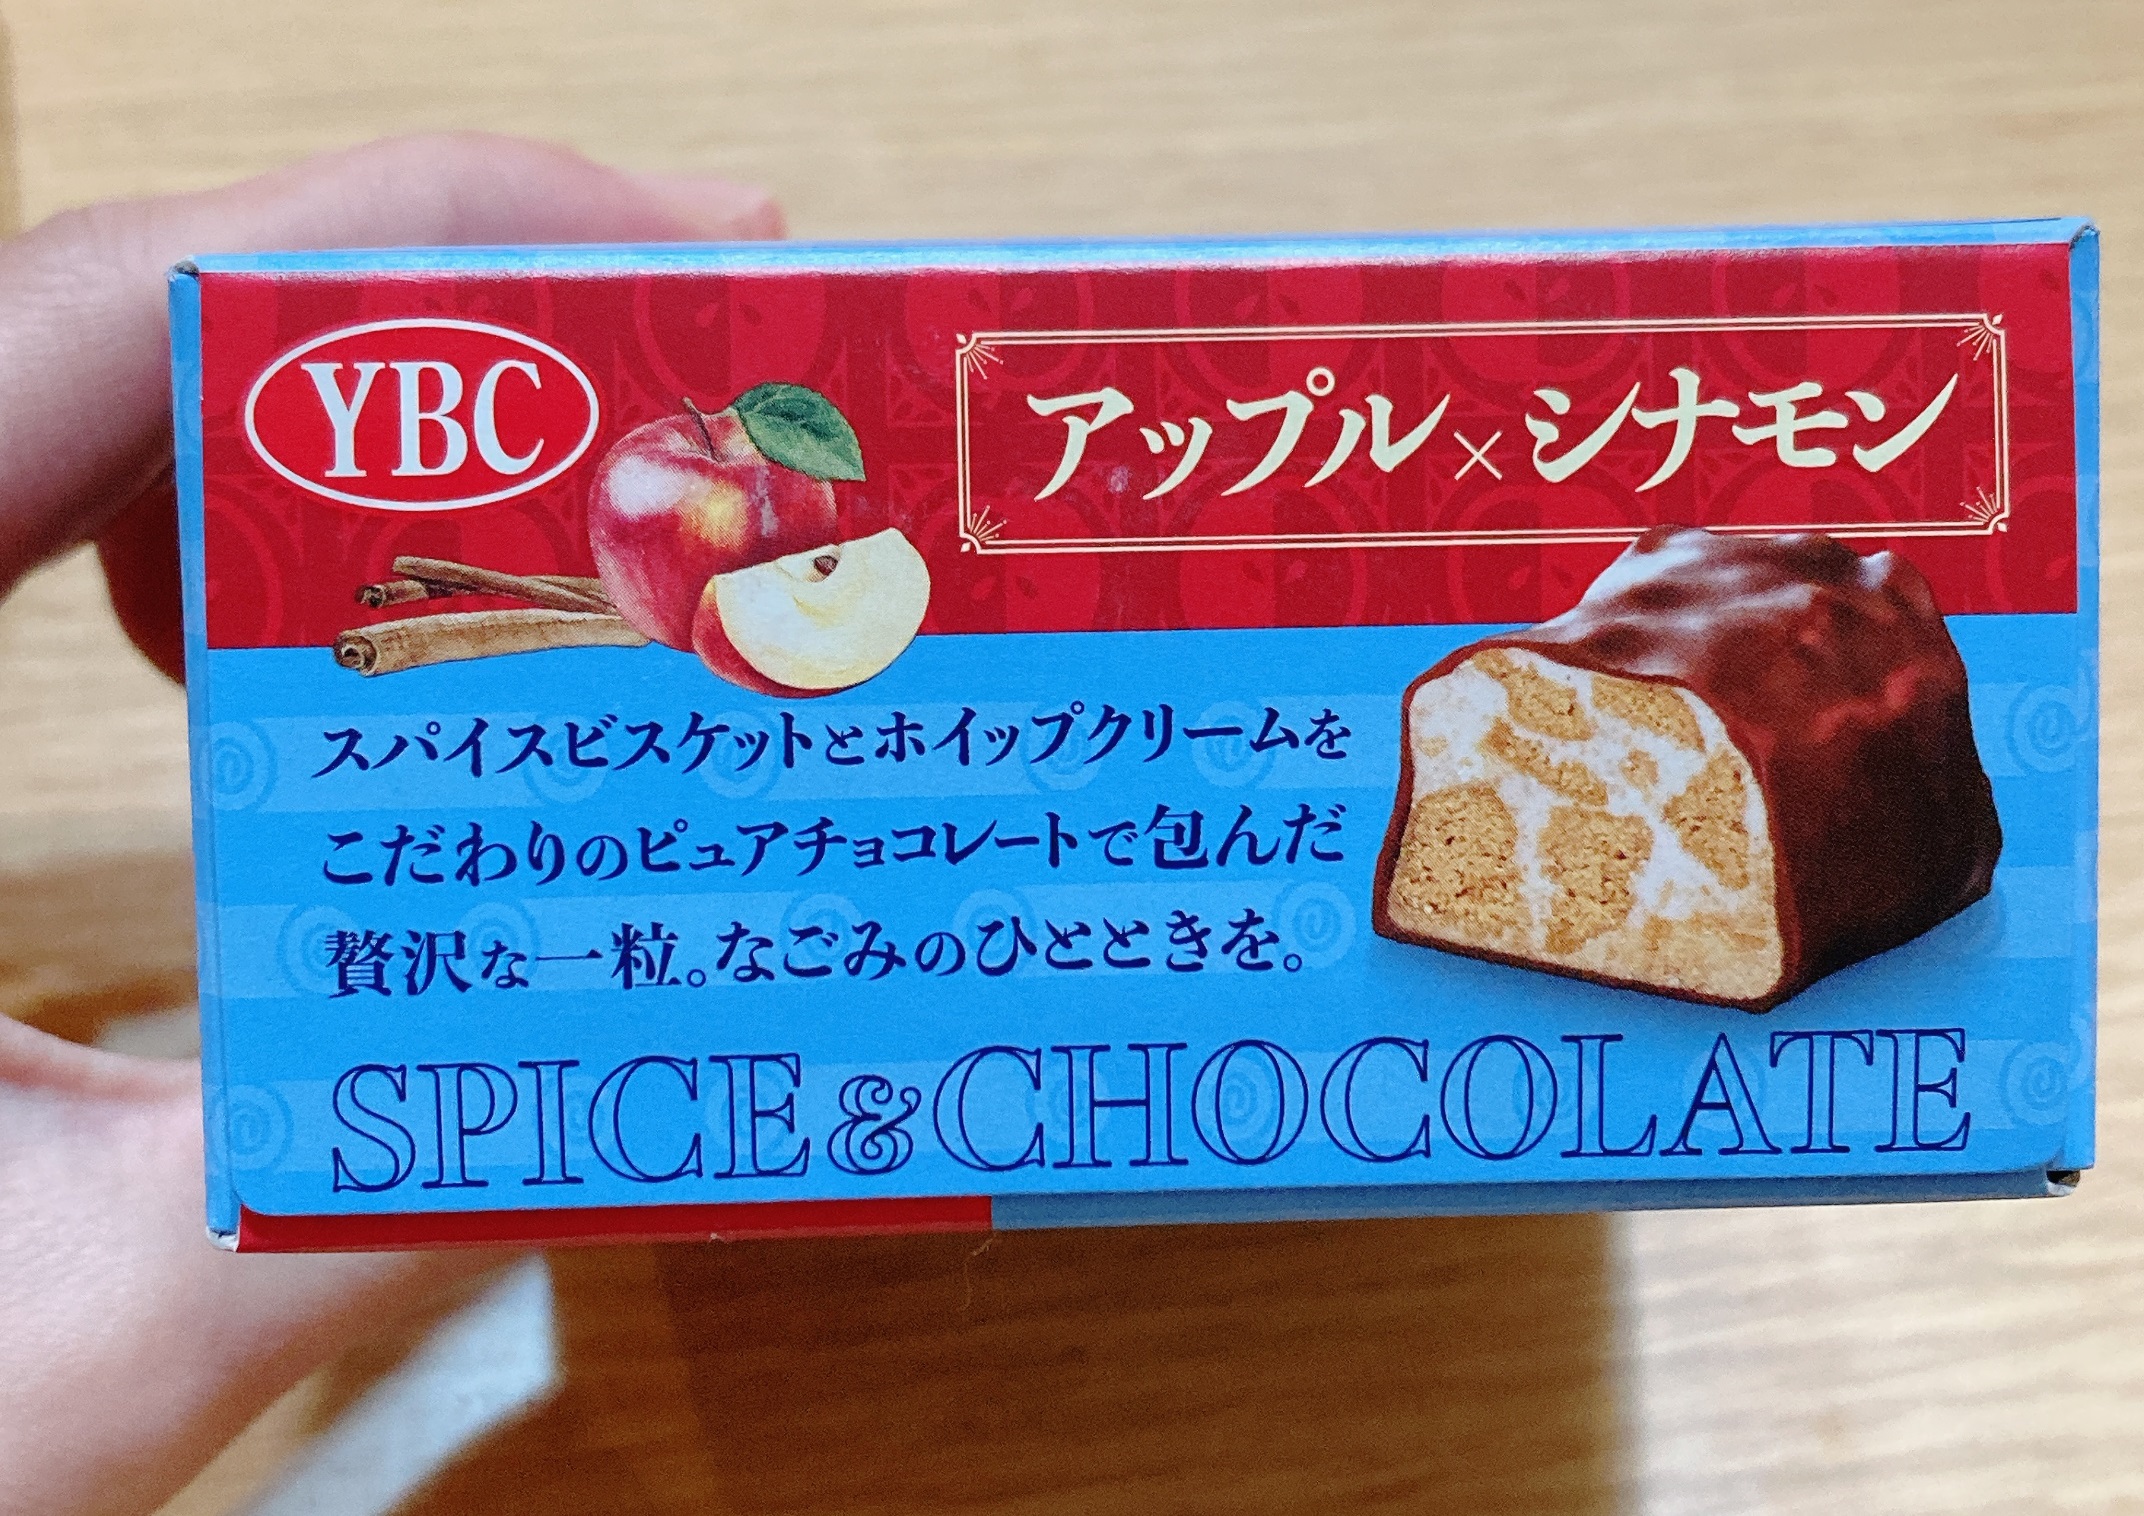 YBC
アップル×シナモン
スパイスビスケットとホイップクリームを
こだわりのピュアチョコレートで包んだ
贅沢な一粒。なごみのひとときを。
SPICE&CHOCOLATE